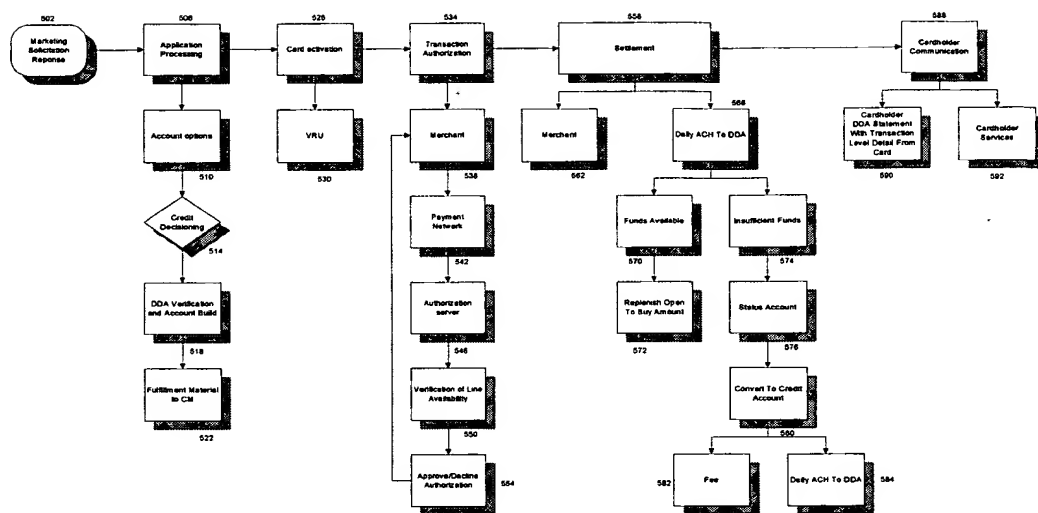 502
Marketing
Solicitation
Reponse
506
Application
Processing
526
Card activation
534
Transaction
Authorization
558
Settlement
588
Cardholder
Communication
Account options
510
Credit
Decisioning
514
DDA Verification
and Account Build
518
Fulfillment Material
to CM
522
VRU
530
Merchant
538
Payment
Network
542
Authorization
server
546
Verification of Line
Availability
550
Approve/Decline
Authorization
554
Merchant
562
566
Daily ACH To DDA
Funds Available
570
Replenish Open
To Buy Amount
572
Insufficient Funds
574
Status Account
576
Convert To Credit
Account
580
582
Fee
Daily ACH To DDA
584
Cardholder
DDA Statement
With Transaction
Level Detail From
Card
590
Cardholder
Services
592